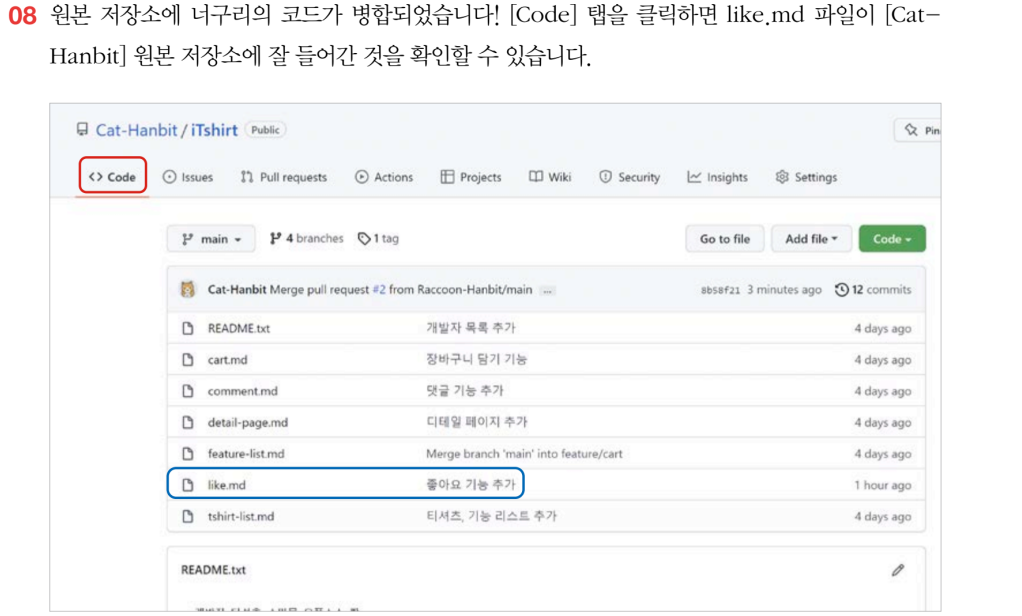 08 원본 저장소에 너구리의 코드가 병합되었습니다! [Code] 탭을 클릭하면 like.md 파일이 [Cat-
Hanbit] 원본 저장소에 잘 들어간 것을 확인할 수 있습니다.
Cat-Hanbit / iTshirt Public
Pin
<> Code Issues Pull requests Actions Projects Wiki Security Insights Settings
main 4 branches 1 tag Go to file Add file Code
Cat-Hanbit Merge pull request #2 from Raccoon-Hanbit/main ... 8b58f21 3 minutes ago 12 commits
README.txt 개발자 목록 추가 4 days ago
cart.md 장바구니 담기 기능 4 days ago
comment.md 댓글 기능 추가 4 days ago
detail-page.md 디테일 페이지 추가 4 days ago
feature-list.md Merge branch 'main' into feature/cart 4 days ago
like.md 좋아요 기능 추가 1 hour ago
tshirt-list.md 티셔츠, 기능 리스트 추가 4 days ago
README.txt